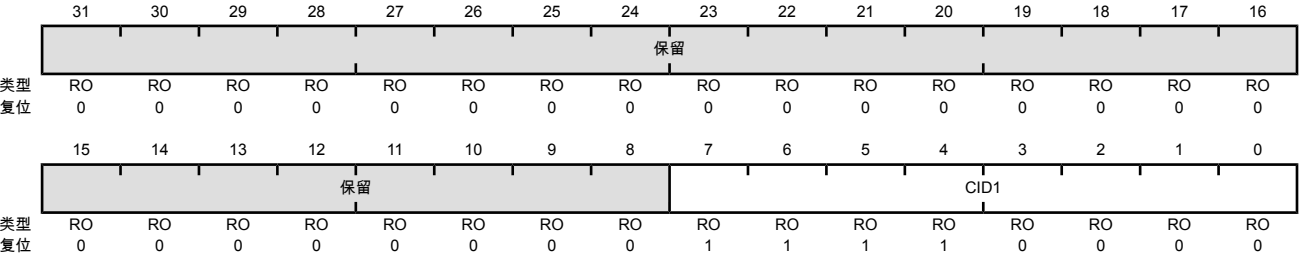 31 30 29 28 27 26 25 24 23 22 21 20 19 18 17 16
保留
类型 RO RO RO RO RO RO RO RO RO RO RO RO RO RO RO RO
复位 0 0 0 0 0 0 0 0 0 0 0 0 0 0 0 0
15 14 13 12 11 10 9 8 7 6 5 4 3 2 1 0
保留 CID1
类型 RO RO RO RO RO RO RO RO RO RO RO RO RO RO RO RO
复位 0 0 0 0 0 0 0 0 1 1 1 1 0 0 0 0